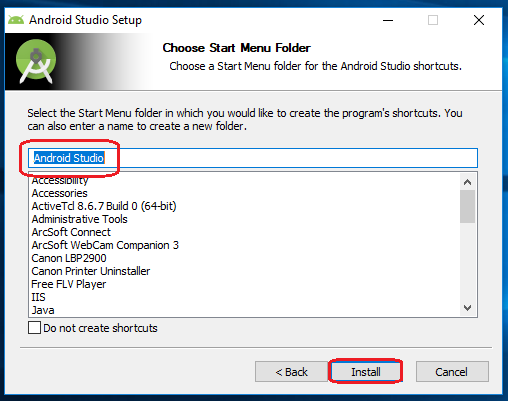 Android Studio Setup
Choose Start Menu Folder
Choose a Start Menu folder for the Android Studio shortcuts.
Select the Start Menu folder in which you would like to create the program's shortcuts. You
can also enter a name to create a new folder.
Android Studio
Accessibility
Accessories
ActiveTcl 8.6.7 Build 0 (64-bit)
Administrative Tools
ArcSoft Connect
ArcSoft WebCam Companion 3
Canon LBP2900
Canon Printer Uninstaller
Free FLV Player
IIS
Java
Do not create shortcuts
< Back Install Cancel